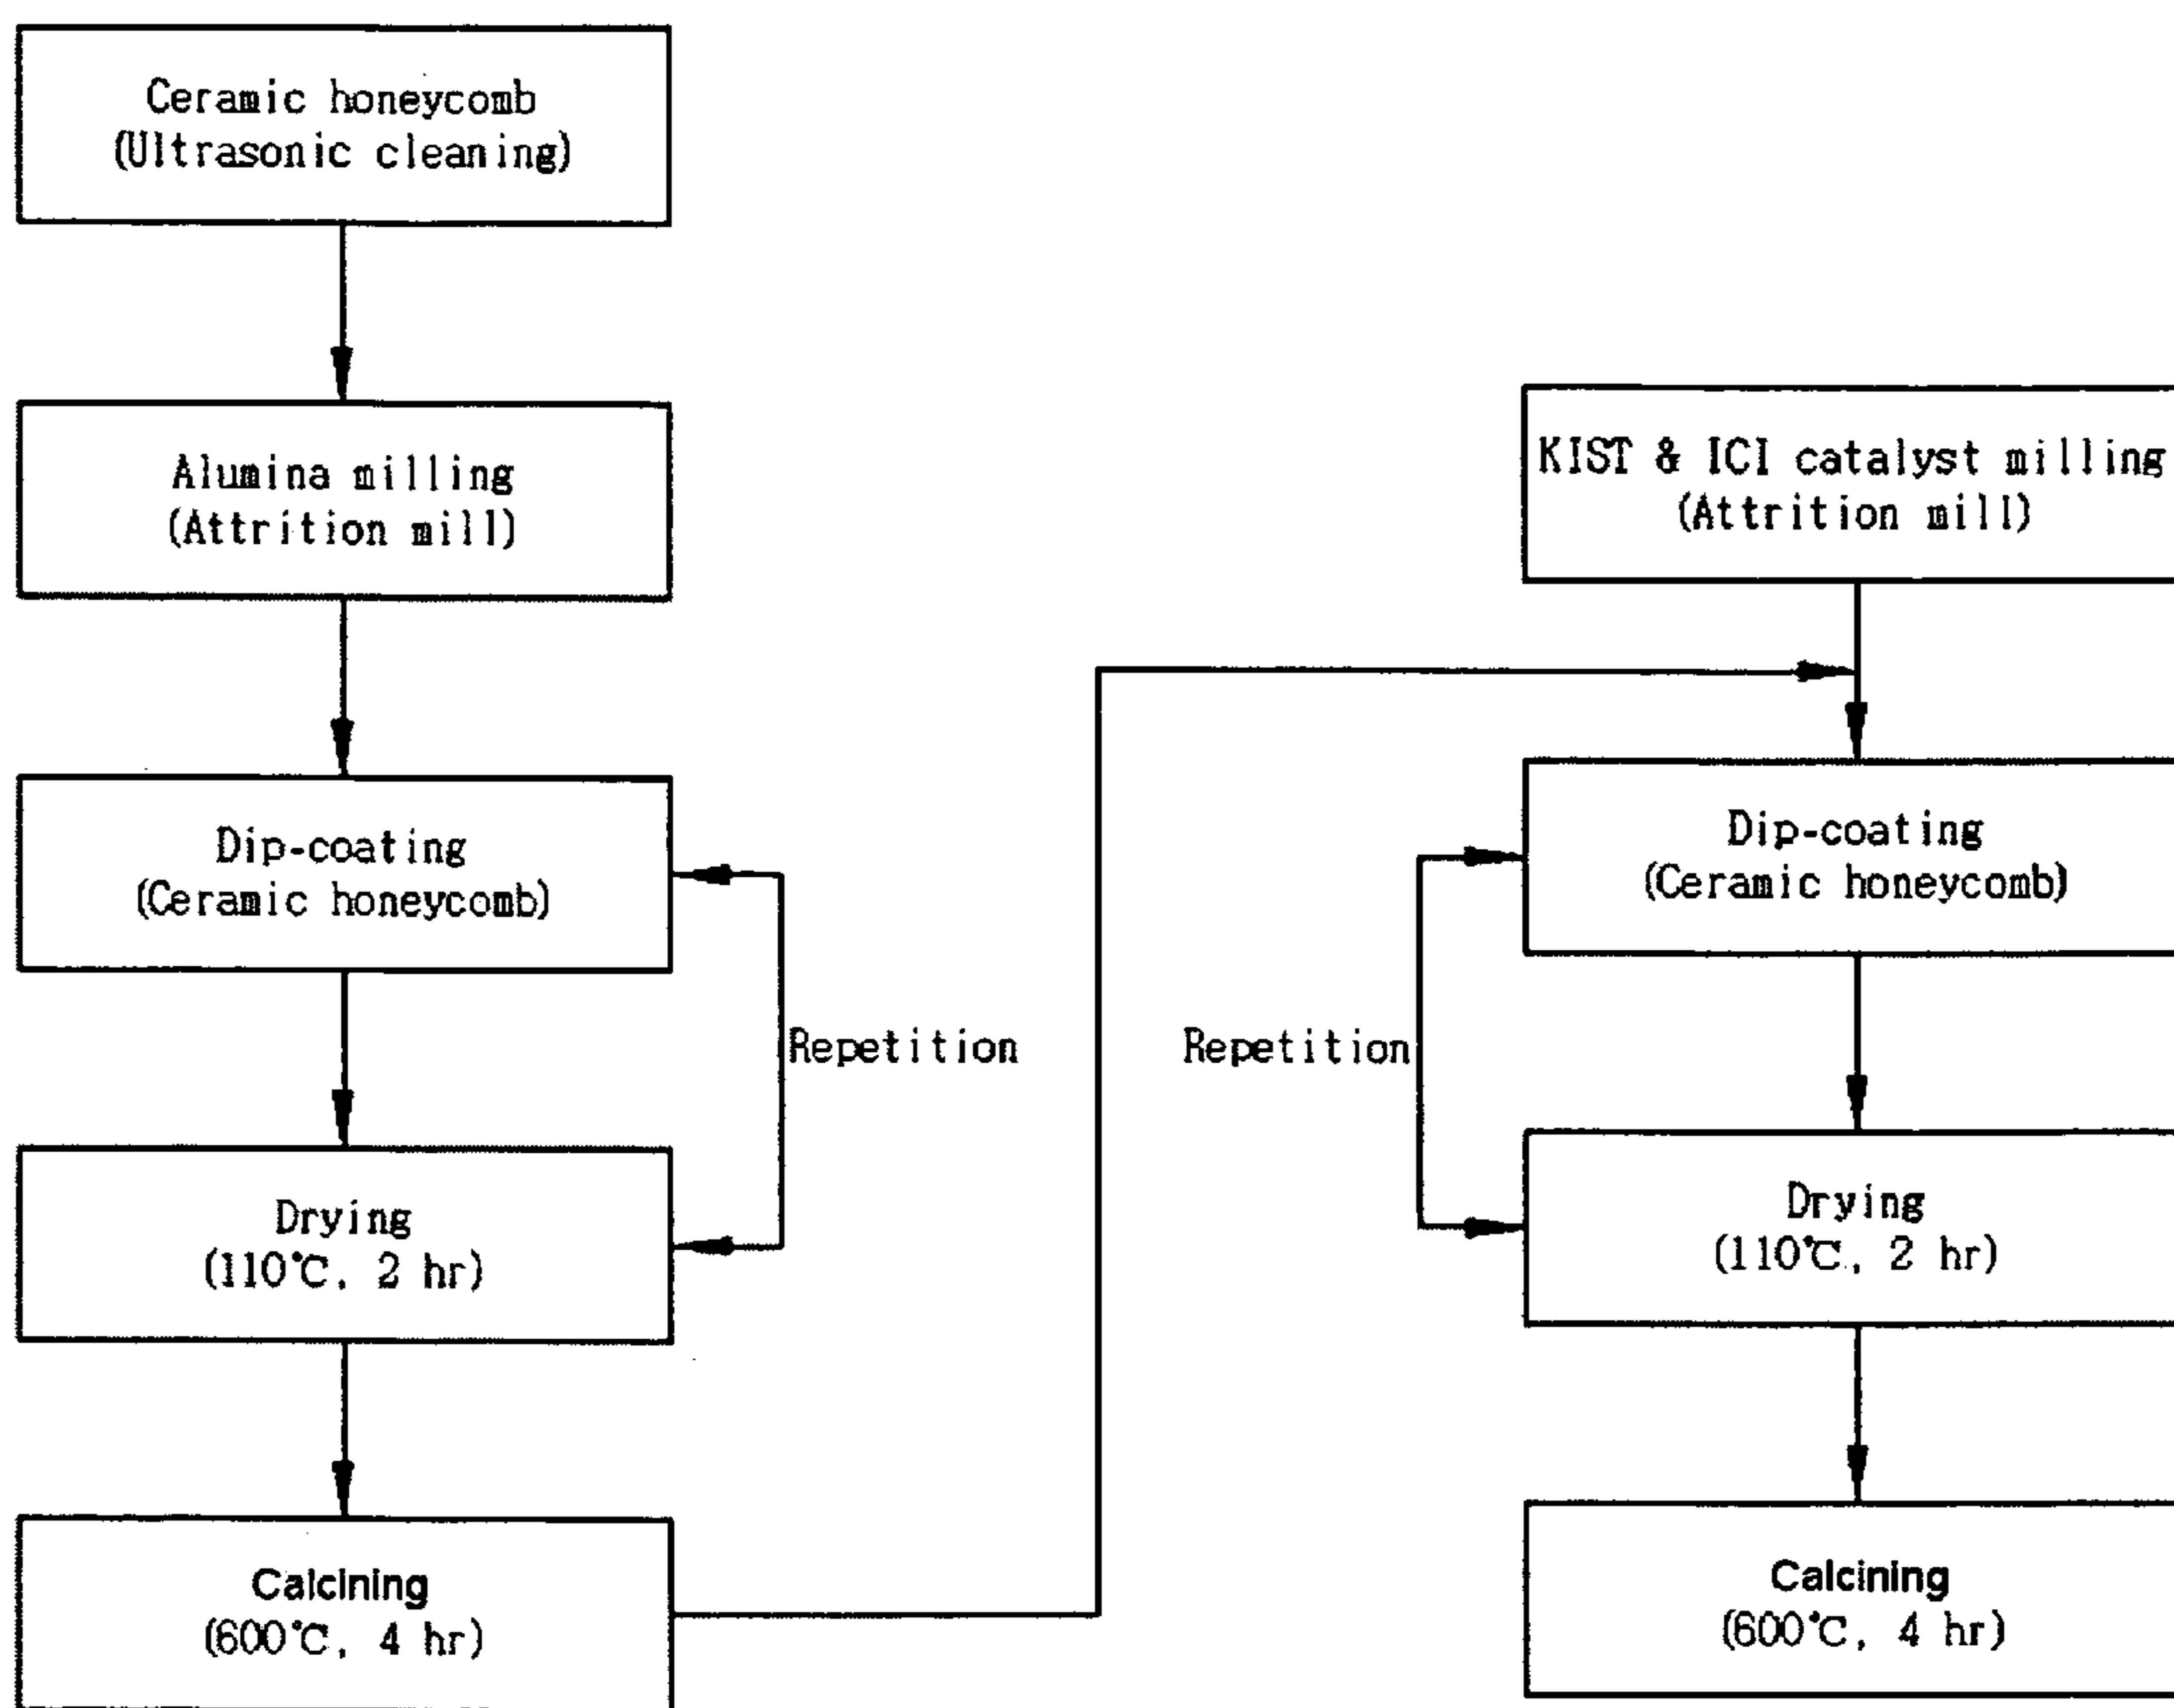 Ceramic honeycomb
(Ultrasonic cleaning)
Alumina milling
(Attrition mill)
Dip-coating
(Ceramic honeycomb)
Repetition
Drying
(110℃, 2 hr)
Calcining
(600℃, 4 hr)
KIST & ICI catalyst milling
(Attrition mill)
Dip-coating
(Ceramic honeycomb)
Repetition
Drying
(110℃, 2 hr)
Calcining
(600℃, 4 hr)